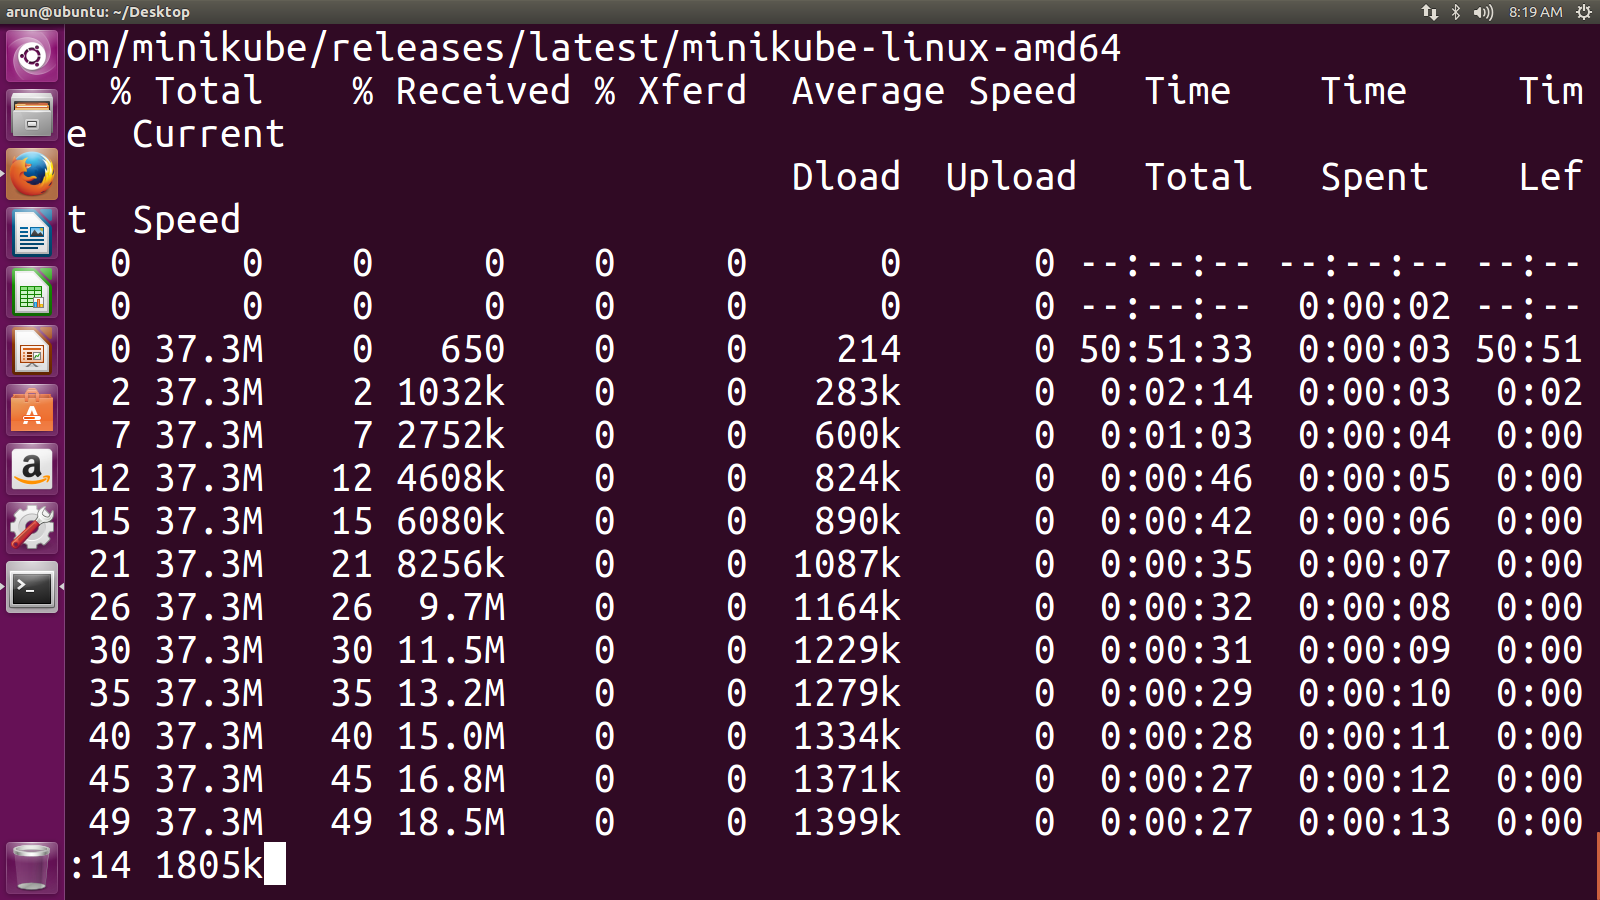 arun@ubuntu: ~/Desktop
8:19 AM
om/minikube/releases/latest/minikube-linux-amd64
% Total % Received % Xferd Average Speed Time Time Tim
e Current
Dload Upload Total Spent Lef
t Speed
0 0 0 0 0 0 0 0 --:--:-- --:--:-- --:--
0 0 0 0 0 0 0 0 --:--:-- 0:00:02 --:--
0 37.3M 0 650 0 0 214 0 50:51:33 0:00:03 50:51
2 37.3M 2 1032k 0 0 283k 0 0:02:14 0:00:03 0:02
7 37.3M 7 2752k 0 0 600k 0 0:01:03 0:00:04 0:00
12 37.3M 12 4608k 0 0 824k 0 0:00:46 0:00:05 0:00
15 37.3M 15 6080k 0 0 890k 0 0:00:42 0:00:06 0:00
21 37.3M 21 8256k 0 0 1087k 0 0:00:35 0:00:07 0:00
26 37.3M 26 9.7M 0 0 1164k 0 0:00:32 0:00:08 0:00
30 37.3M 30 11.5M 0 0 1229k 0 0:00:31 0:00:09 0:00
35 37.3M 35 13.2M 0 0 1279k 0 0:00:29 0:00:10 0:00
40 37.3M 40 15.0M 0 0 1334k 0 0:00:28 0:00:11 0:00
45 37.3M 45 16.8M 0 0 1371k 0 0:00:27 0:00:12 0:00
49 37.3M 49 18.5M 0 0 1399k 0 0:00:27 0:00:13 0:00
:14 1805k